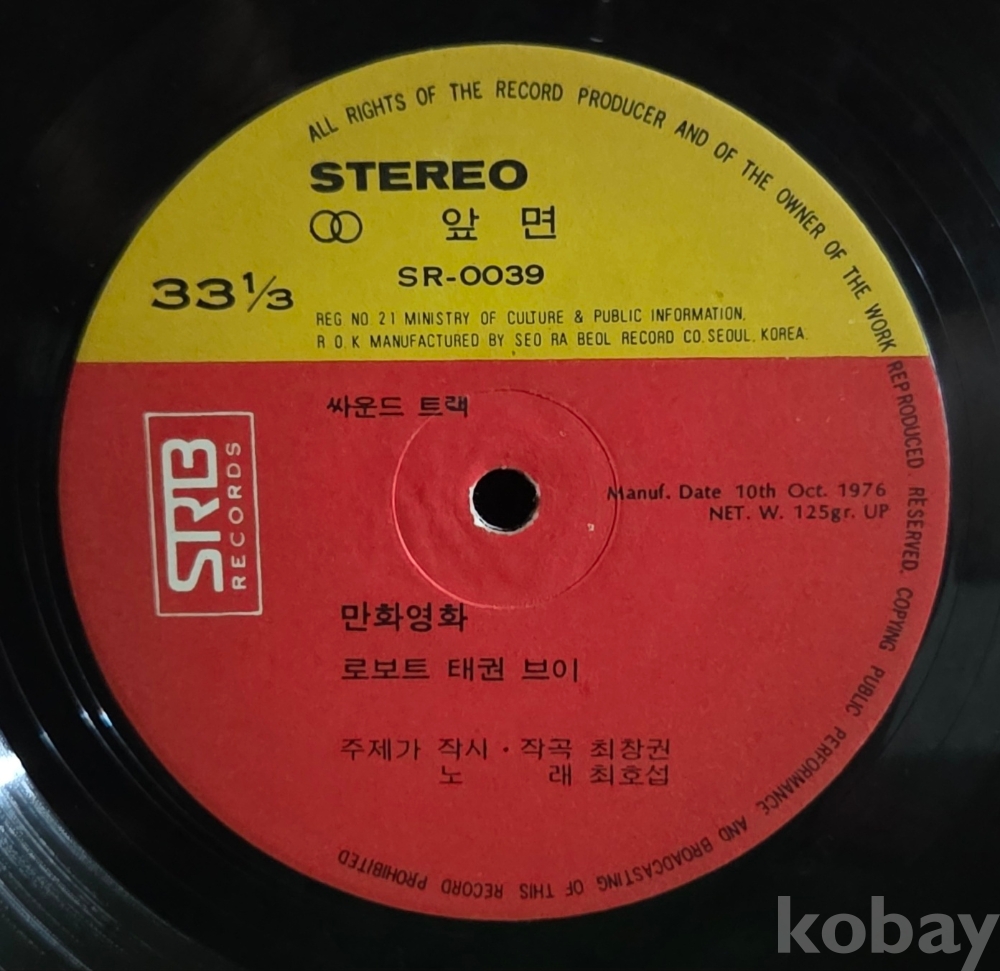 ALL RIGHTS OF THE RECORD PRODUCER AND OF THE OWNER OF THE WORK REPRODUCED RESERVED. COPYING PUBLIC PERFORMANCE AND BROADCASTING OF THIS RECORD PROHIBITED
STEREO
앞 면
SR-0039
33 1/3
REG NO. 21 MINISTRY OF CULTURE & PUBLIC INFORMATION,
R O. K MANUFACTURED BY SEO RA BEOL RECORD CO. SEOUL, KOREA.
싸운드 트랙
STRB
RECORDS
Manuf. Date 10th Oct. 1976
NET. W. 125gr. UP
만화영화
로보트 태권 브이
주제가 작시 · 작곡 최창권
노 래 최호섭
kobay